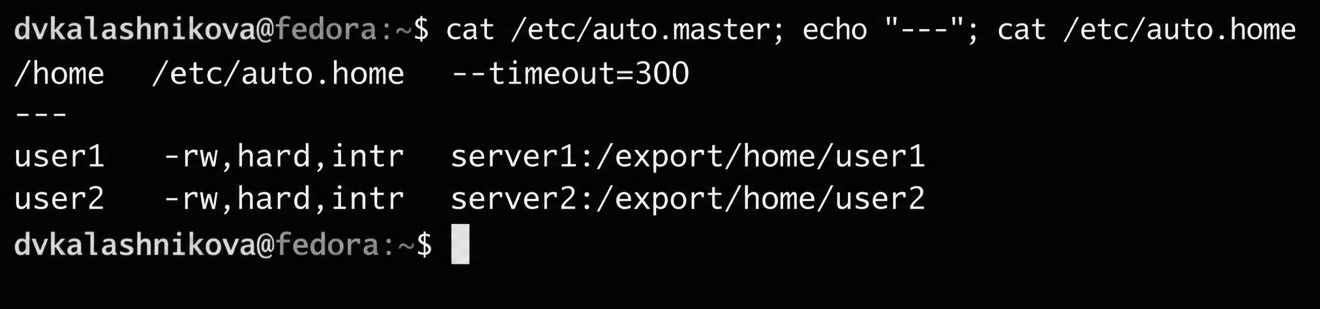 dvkalashnikova@fedora:~$ cat /etc/auto.master; echo "---"; cat /etc/auto.home
/home   /etc/auto.home   --timeout=300
---
user1    -rw,hard,intr   server1:/export/home/user1
user2    -rw,hard,intr   server2:/export/home/user2
dvkalashnikova@fedora:~$